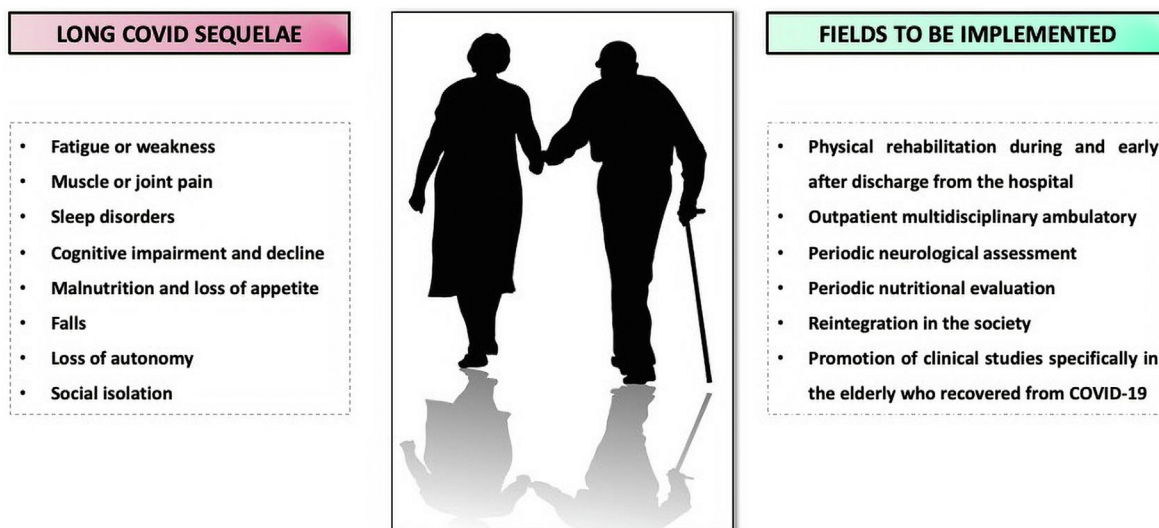 LONG COVID SEQUELAE
• Fatigue or weakness
• Muscle or joint pain
• Sleep disorders
• Cognitive impairment and decline
• Malnutrition and loss of appetite
• Falls
• Loss of autonomy
• Social isolation
FIELDS TO BE IMPLEMENTED
• Physical rehabilitation during and early
after discharge from the hospital
• Outpatient multidisciplinary ambulatory
• Periodic neurological assessment
• Periodic nutritional evaluation
• Reintegration in the society
• Promotion of clinical studies specifically in
the elderly who recovered from COVID-19